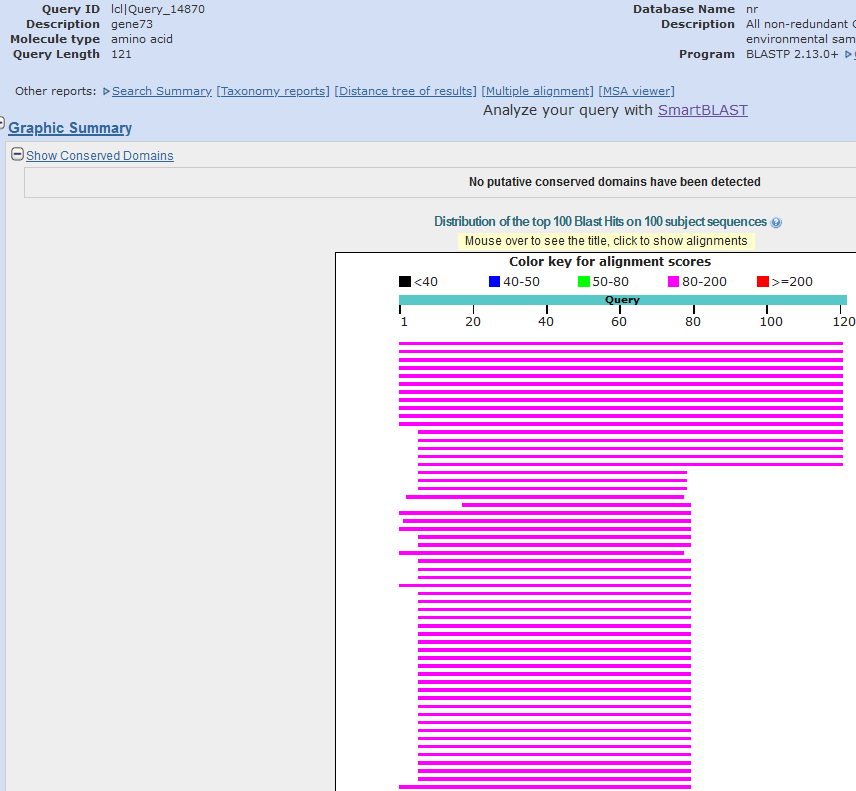 Query ID lcl|Query_14870 Database Name nr
Description gene73 Description All non-redundant
Molecule type amino acid environmental sam
Query Length 121 Program BLASTP 2.13.0+
Other reports: Search Summary [Taxonomy reports] [Distance tree of results] [Multiple alignment] [MSA viewer]
Analyze your query with SmartBLAST
Graphic Summary
Show Conserved Domains
No putative conserved domains have been detected
Distribution of the top 100 Blast Hits on 100 subject sequences ?
Mouse over to see the title, click to show alignments
Color key for alignment scores
<40 40-50 50-80 80-200 >=200
Query
1 20 40 60 80 100 120